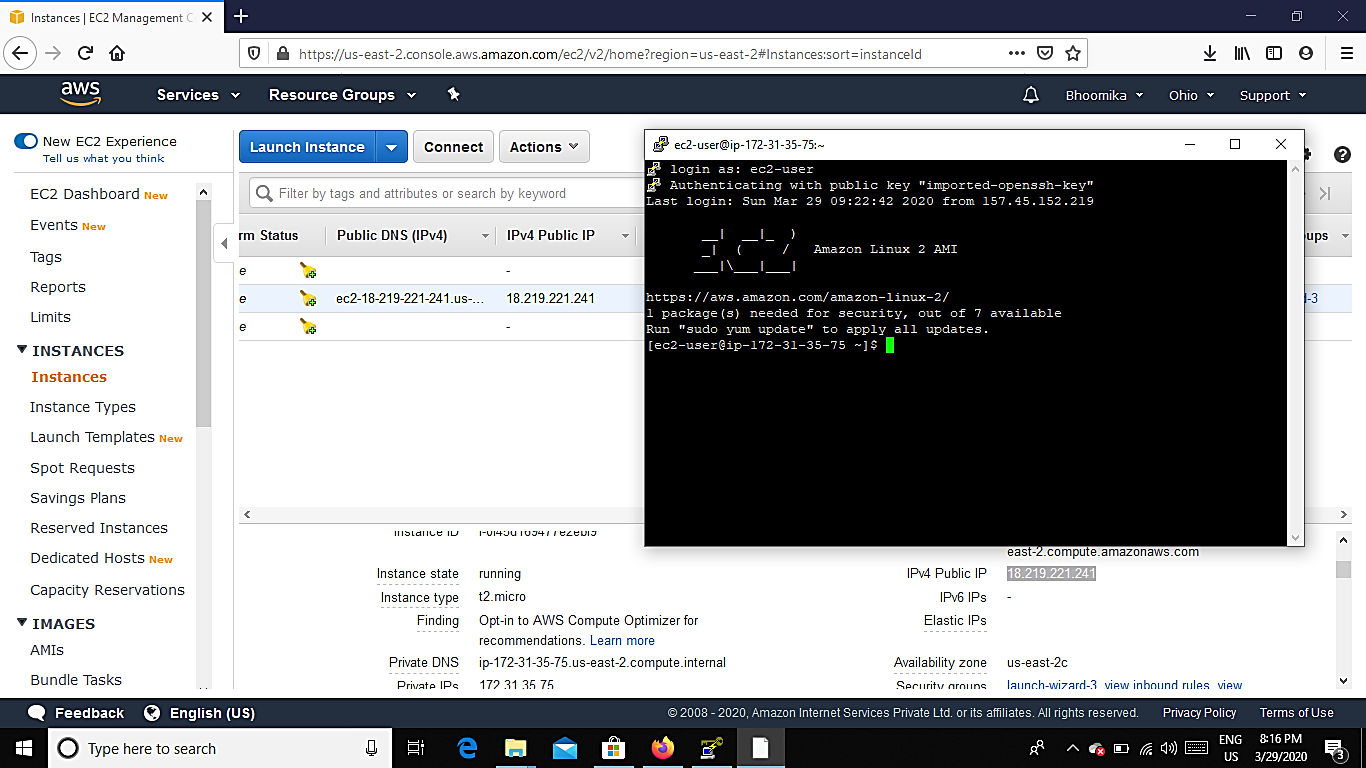 Instances | EC2 Management C
https://us-east-2.console.aws.amazon.com/ec2/v2/home?region=us-east-2#Instances:sort=instanceId
aws
Services
Resource Groups
Bhoomika
Ohio
Support
New EC2 Experience
Tell us what you think
EC2 Dashboard New
Events New
Tags
Reports
Limits
INSTANCES
Instances
Instance Types
Launch Templates New
Spot Requests
Savings Plans
Reserved Instances
Dedicated Hosts New
Capacity Reservations
IMAGES
AMIs
Bundle Tasks
Launch Instance
Connect
Actions
Filter by tags and attributes or search by keyword
rm Status
Public DNS (IPv4)
IPv4 Public IP
ups
e
-
e
ec2-18-219-221-241.us-...
18.219.221.241
d-3
e
-
ec2-user@ip-172-31-35-75:~
login as: ec2-user
Authenticating with public key "imported-openssh-key"
Last login: Sun Mar 29 09:22:42 2020 from 157.45.152.219
__|  __|_  )
_|  (     /   Amazon Linux 2 AMI
___|\___|___|
https://aws.amazon.com/amazon-linux-2/
1 package(s) needed for security, out of 7 available
Run "sudo yum update" to apply all updates.
[ec2-user@ip-172-31-35-75 ~]$
Instance ID
Instance state
running
Instance type
t2.micro
Finding
Opt-in to AWS Compute Optimizer for
recommendations. Learn more
Private DNS
ip-172-31-35-75.us-east-2.compute.internal
Private IPs
172.31.35.75
east-2.compute.amazonaws.com
IPv4 Public IP
18.219.221.241
IPv6 IPs
-
Elastic IPs
Availability zone
us-east-2c
Security groups
launch-wizard-3. view inbound rules. view
Feedback
English (US)
© 2008 - 2020, Amazon Internet Services Private Ltd. or its affiliates. All rights reserved.
Privacy Policy
Terms of Use
Type here to search
ENG
US
8:16 PM
3/29/2020
3